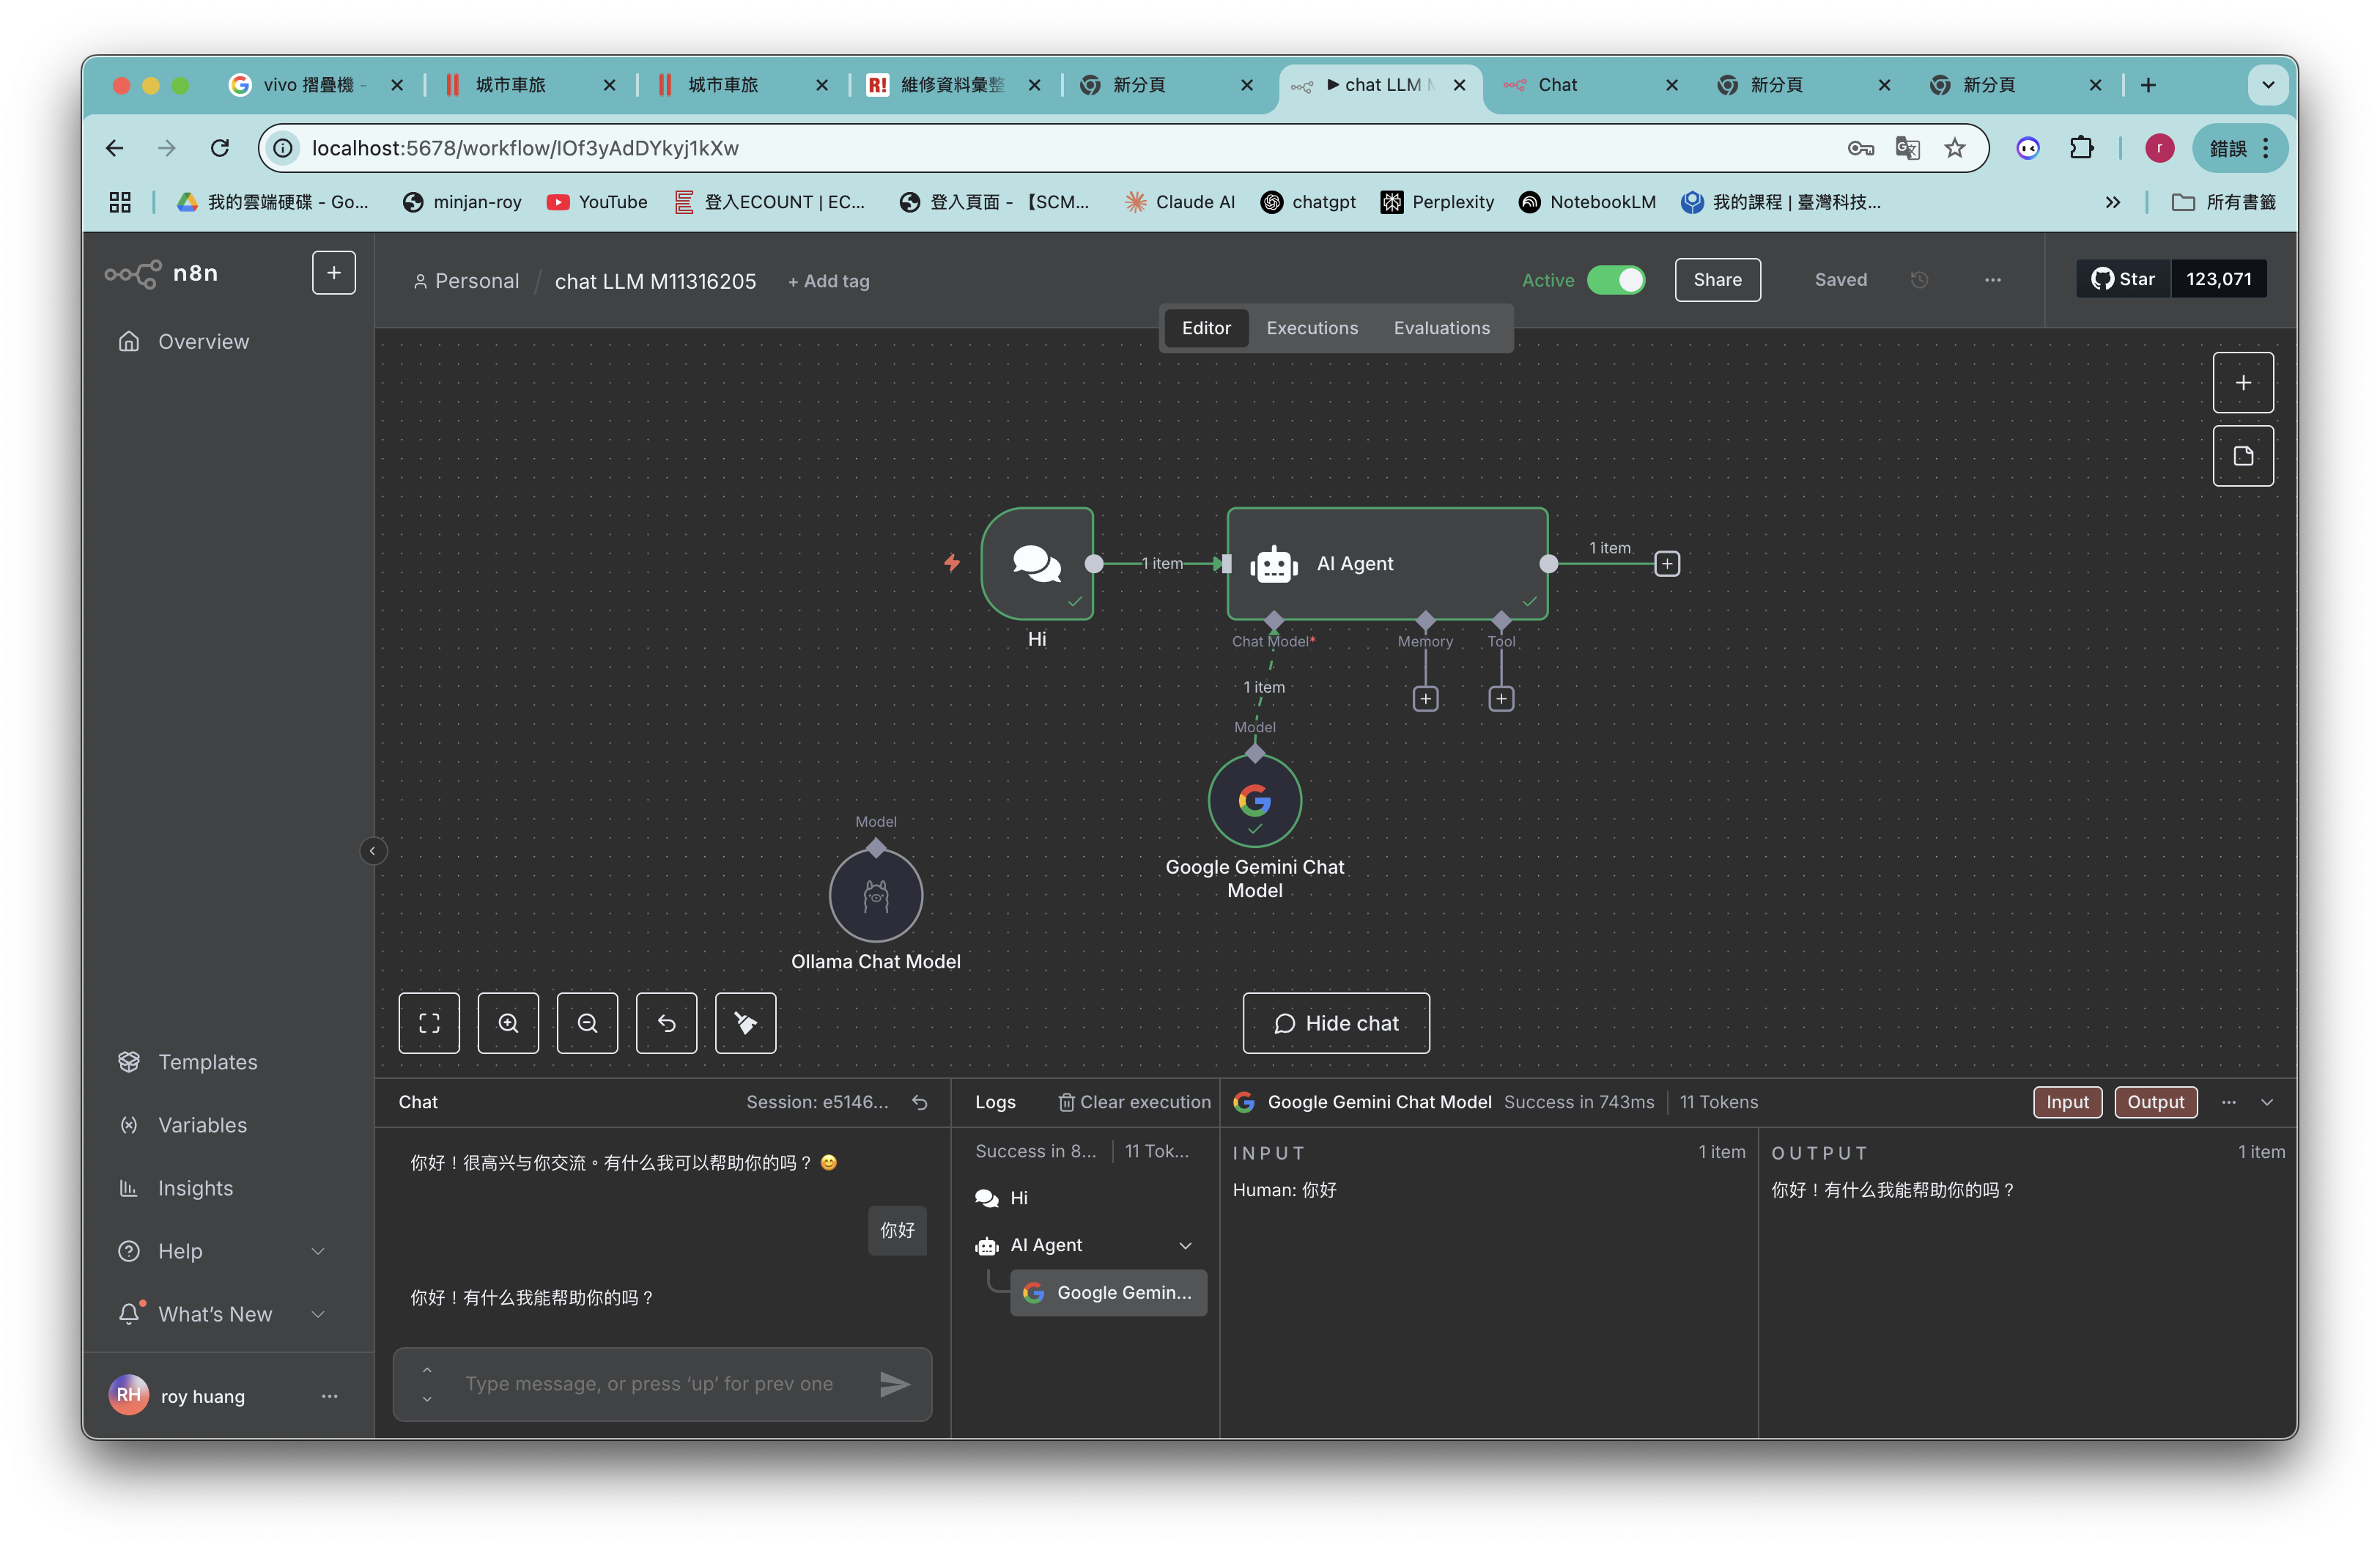 vivo 摺疊機 -
城市車旅
城市車旅
R! 維修資料彙整
新分頁
chat LLM M
Chat
新分頁
新分頁
localhost:5678/workflow/IOf3yAdDYkyj1kXw
r
錯誤
我的雲端硬碟 - Go...
minjan-roy
YouTube
登入ECOUNT | EC...
登入頁面 - 【SCM...
Claude AI
chatgpt
Perplexity
NotebookLM
我的課程 | 臺灣科技...
所有書籤
n8n
Personal / chat LLM M11316205
+ Add tag
Active
Share
Saved
Star
123,071
Editor
Executions
Evaluations
Overview
1 item
AI Agent
1 item
Hi
Chat Model*
Memory
Tool
1 item
Model
Google Gemini Chat
Model
Model
Ollama Chat Model
Hide chat
Templates
Variables
Insights
Help
What's New
RH
roy huang
Chat
Session: e5146...
你好！很高兴与你交流。有什么我可以帮助你的吗？ 😊
你好
你好！有什么我能帮助你的吗？
Type message, or press ‘up’ for prev one
Logs
Clear execution
Success in 8...
11 Tok...
Hi
AI Agent
Google Gemin...
Google Gemini Chat Model
Success in 743ms
11 Tokens
Input
Output
INPUT
1 item
Human: 你好
OUTPUT
1 item
你好！有什么我能帮助你的吗？